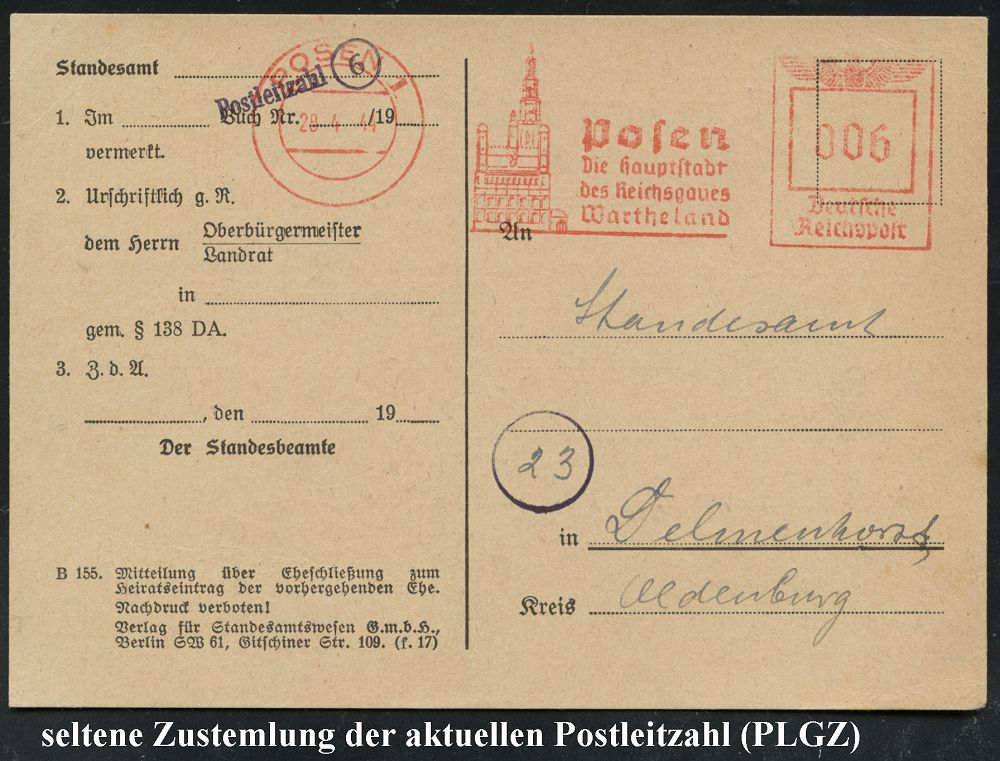 Standesamt
POSEN 1
Postleitzahl 6
28 4 44
1. Im Buch Nr. /19
vermerkt.
2. Urschriftlich g. R.
dem Herrn Oberbürgermeister
Landrat
in
gem. § 138 DA.
3. Z. d. A.
, den 19
Der Standesbeamte
B 155. Mitteilung über Eheschließung zum
Heiratseintrag der vorhergehenden Ehe.
Nachdruck verboten!
Verlag für Standesamtswesen G.m.b.H.,
Berlin SW 61, Gitschiner Str. 109. (f. 17)
Posen
Die Hauptstadt
des Reichsgaues
Wartheland
006
Deutsche
Reichspost
An
Standesamt
23
in Delmenhorst
Kreis Oldenburg
seltene Zustemlung der aktuellen Postleitzahl (PLGZ)